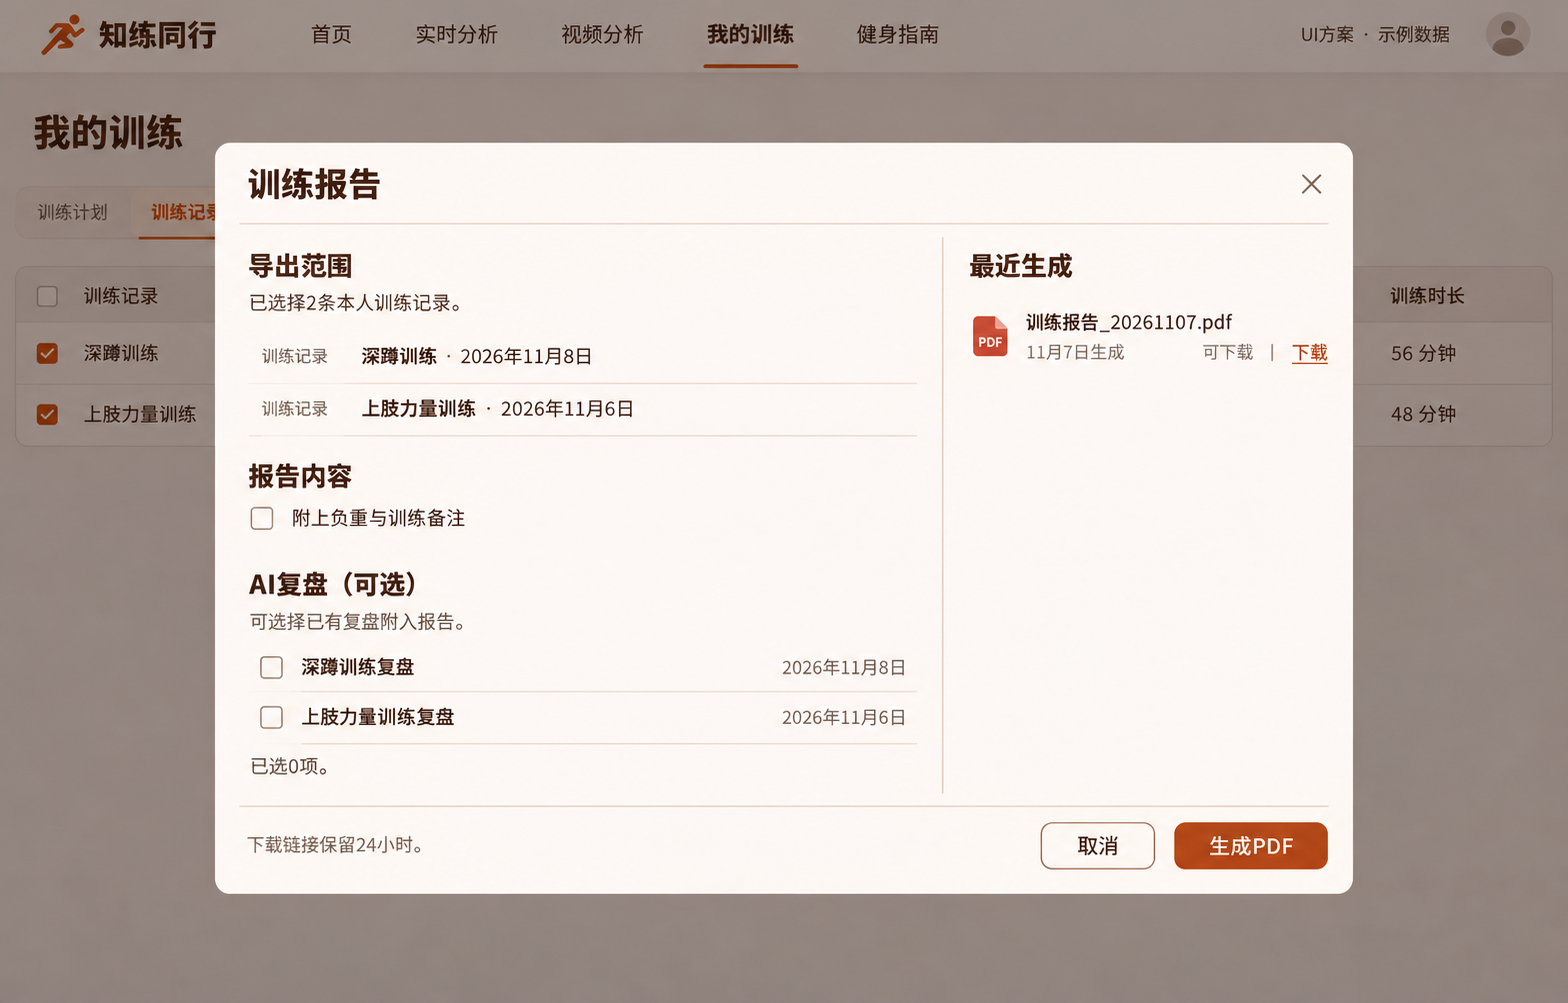 知练同行
首页
实时分析
视频分析
我的训练
健身指南
UI方案 · 示例数据
我的训练
训练计划
训练记录
训练记录
训练时长
深蹲训练
56 分钟
上肢力量训练
48 分钟
训练报告
导出范围
已选择2条本人训练记录。
训练记录 深蹲训练 · 2026年11月8日
训练记录 上肢力量训练 · 2026年11月6日
报告内容
附上负重与训练备注
AI复盘（可选）
可选择已有复盘附入报告。
深蹲训练复盘 2026年11月8日
上肢力量训练复盘 2026年11月6日
已选0项。
最近生成
PDF
训练报告_20261107.pdf
11月7日生成 可下载 | 下载
下载链接保留24小时。
取消
生成PDF